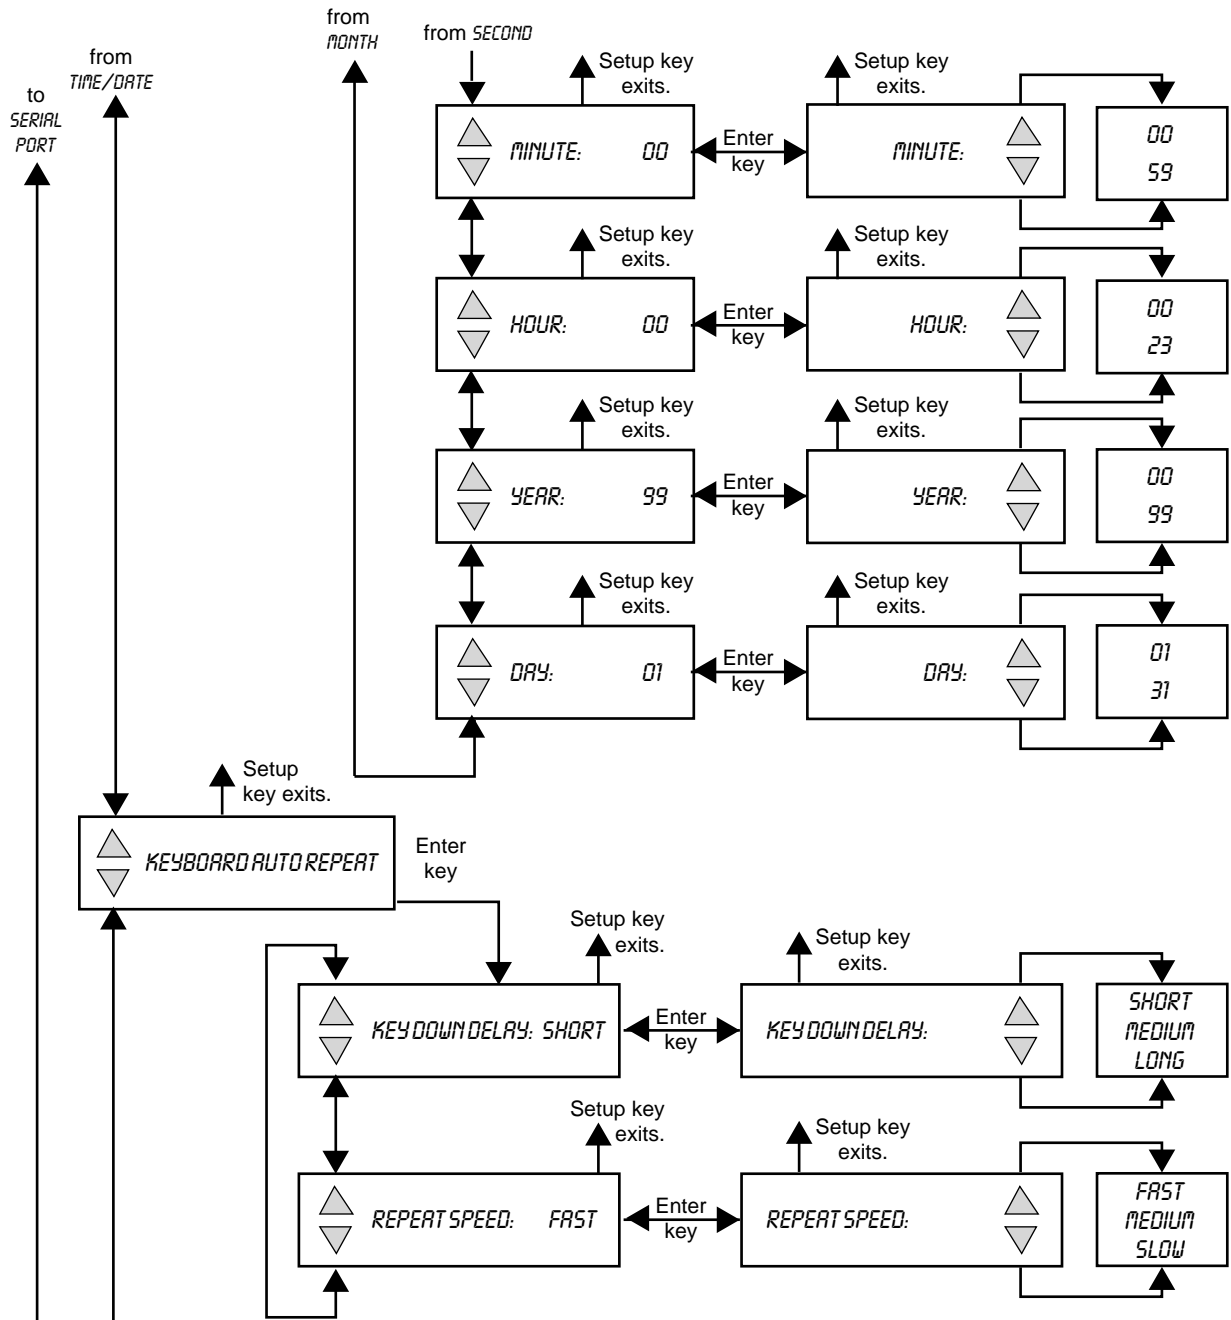 from
MONTH
from SECOND
from
TIME/DATE
to
SERIAL
PORT
Setup key
exits.
Setup key
exits.
MINUTE: 00
Enter
key
MINUTE:
00
59
Setup key
exits.
Setup key
exits.
HOUR: 00
Enter
key
HOUR:
00
23
Setup key
exits.
Setup key
exits.
YEAR: 99
Enter
key
YEAR:
00
99
Setup key
exits.
Setup key
exits.
DAY: 01
Enter
key
DAY:
01
31
Setup
key exits.
KEYBOARD AUTO REPEAT
Enter
key
Setup key
exits.
Setup key
exits.
KEY DOWN DELAY: SHORT
Enter
key
KEY DOWN DELAY:
SHORT
MEDIUM
LONG
Setup key
exits.
Setup key
exits.
REPEAT SPEED: FAST
Enter
key
REPEAT SPEED:
FAST
MEDIUM
SLOW